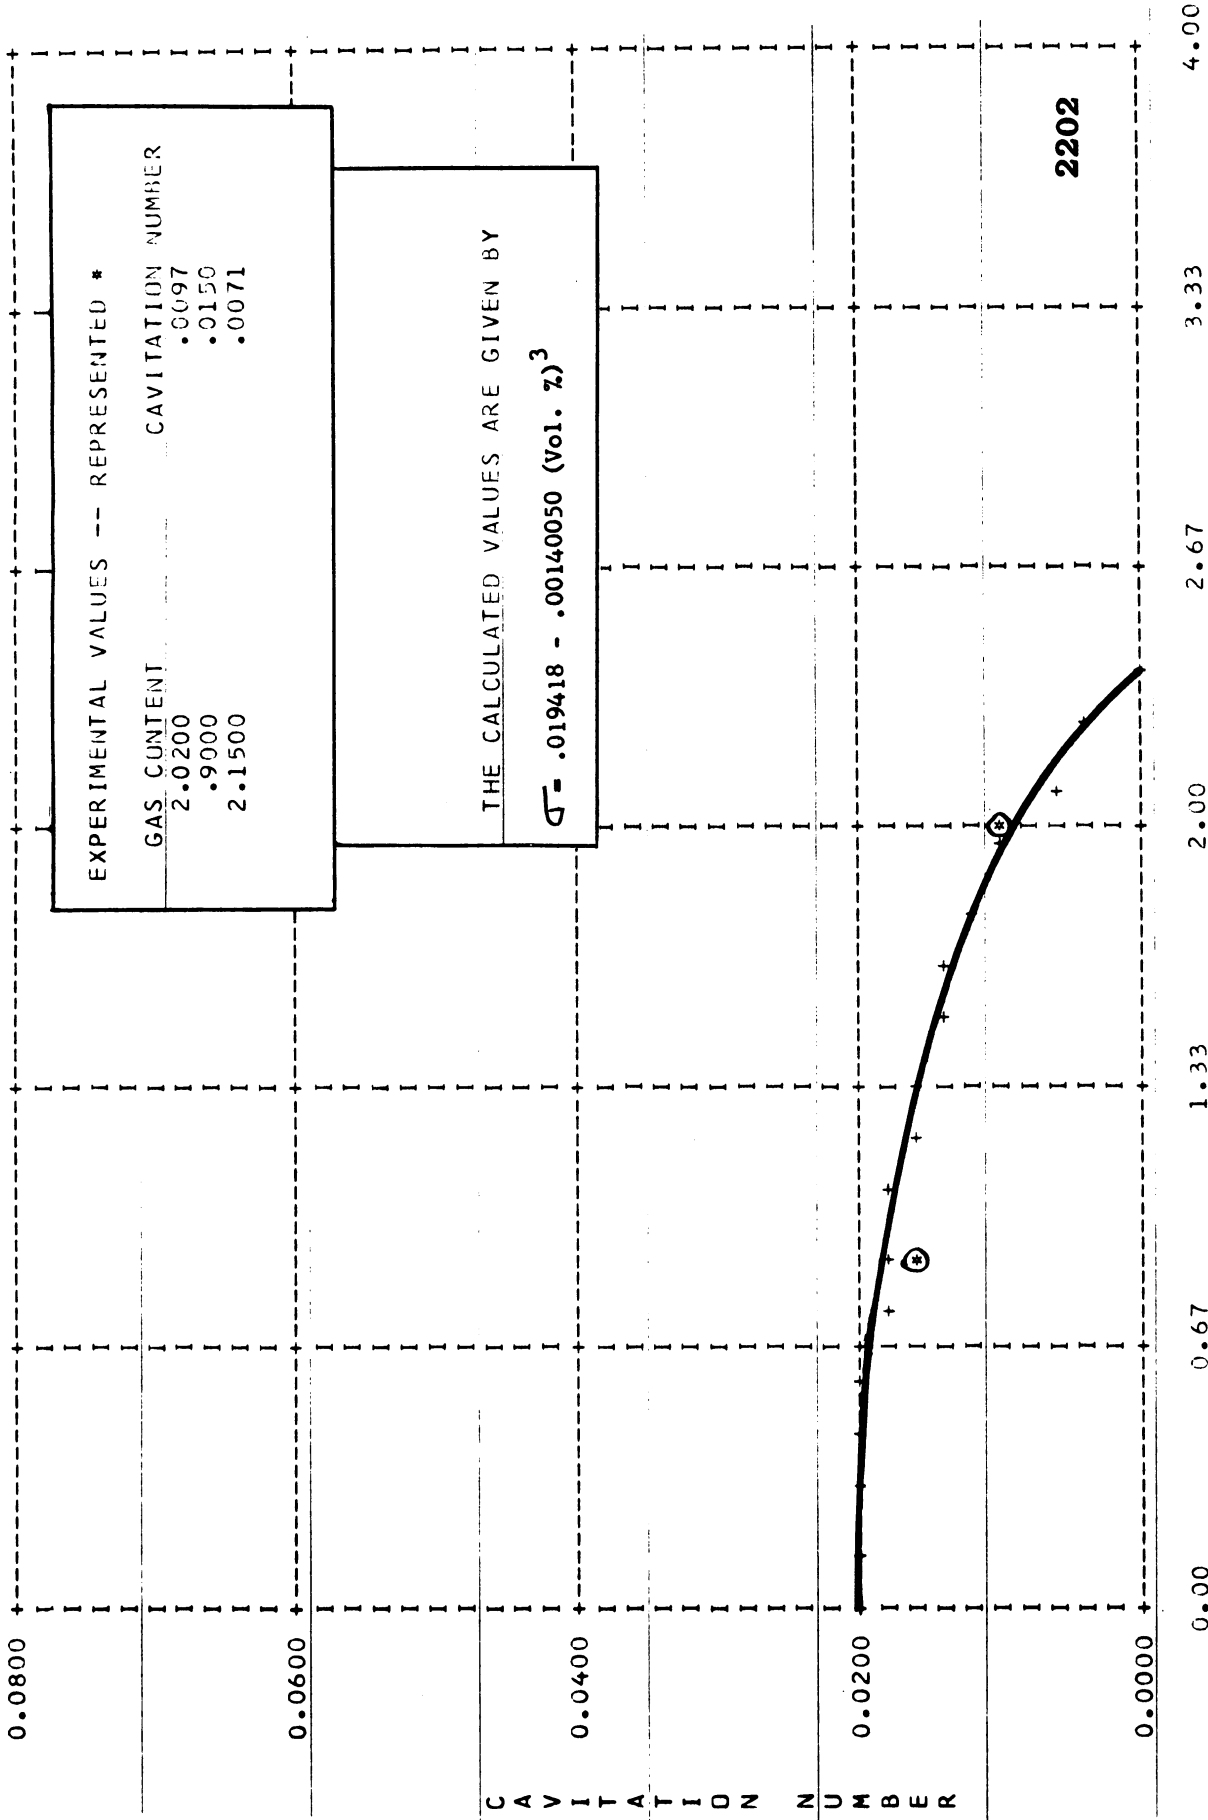 0.0800
0.0600
0.0400
0.0200
0.0000
CAVITATION NUMBER
EXPERIMENTAL VALUES -- REPRESENTED *
GAS CUNTENT CAVITATION NUMBER
2.0200 .0097
.9000 .0150
2.1500 .0071
THE CALCULATED VALUES ARE GIVEN BY
σ = .019418 - .00140050 (Vol. %)³
2202
0.00 0.67 1.33 2.00 2.67 3.33 4.00